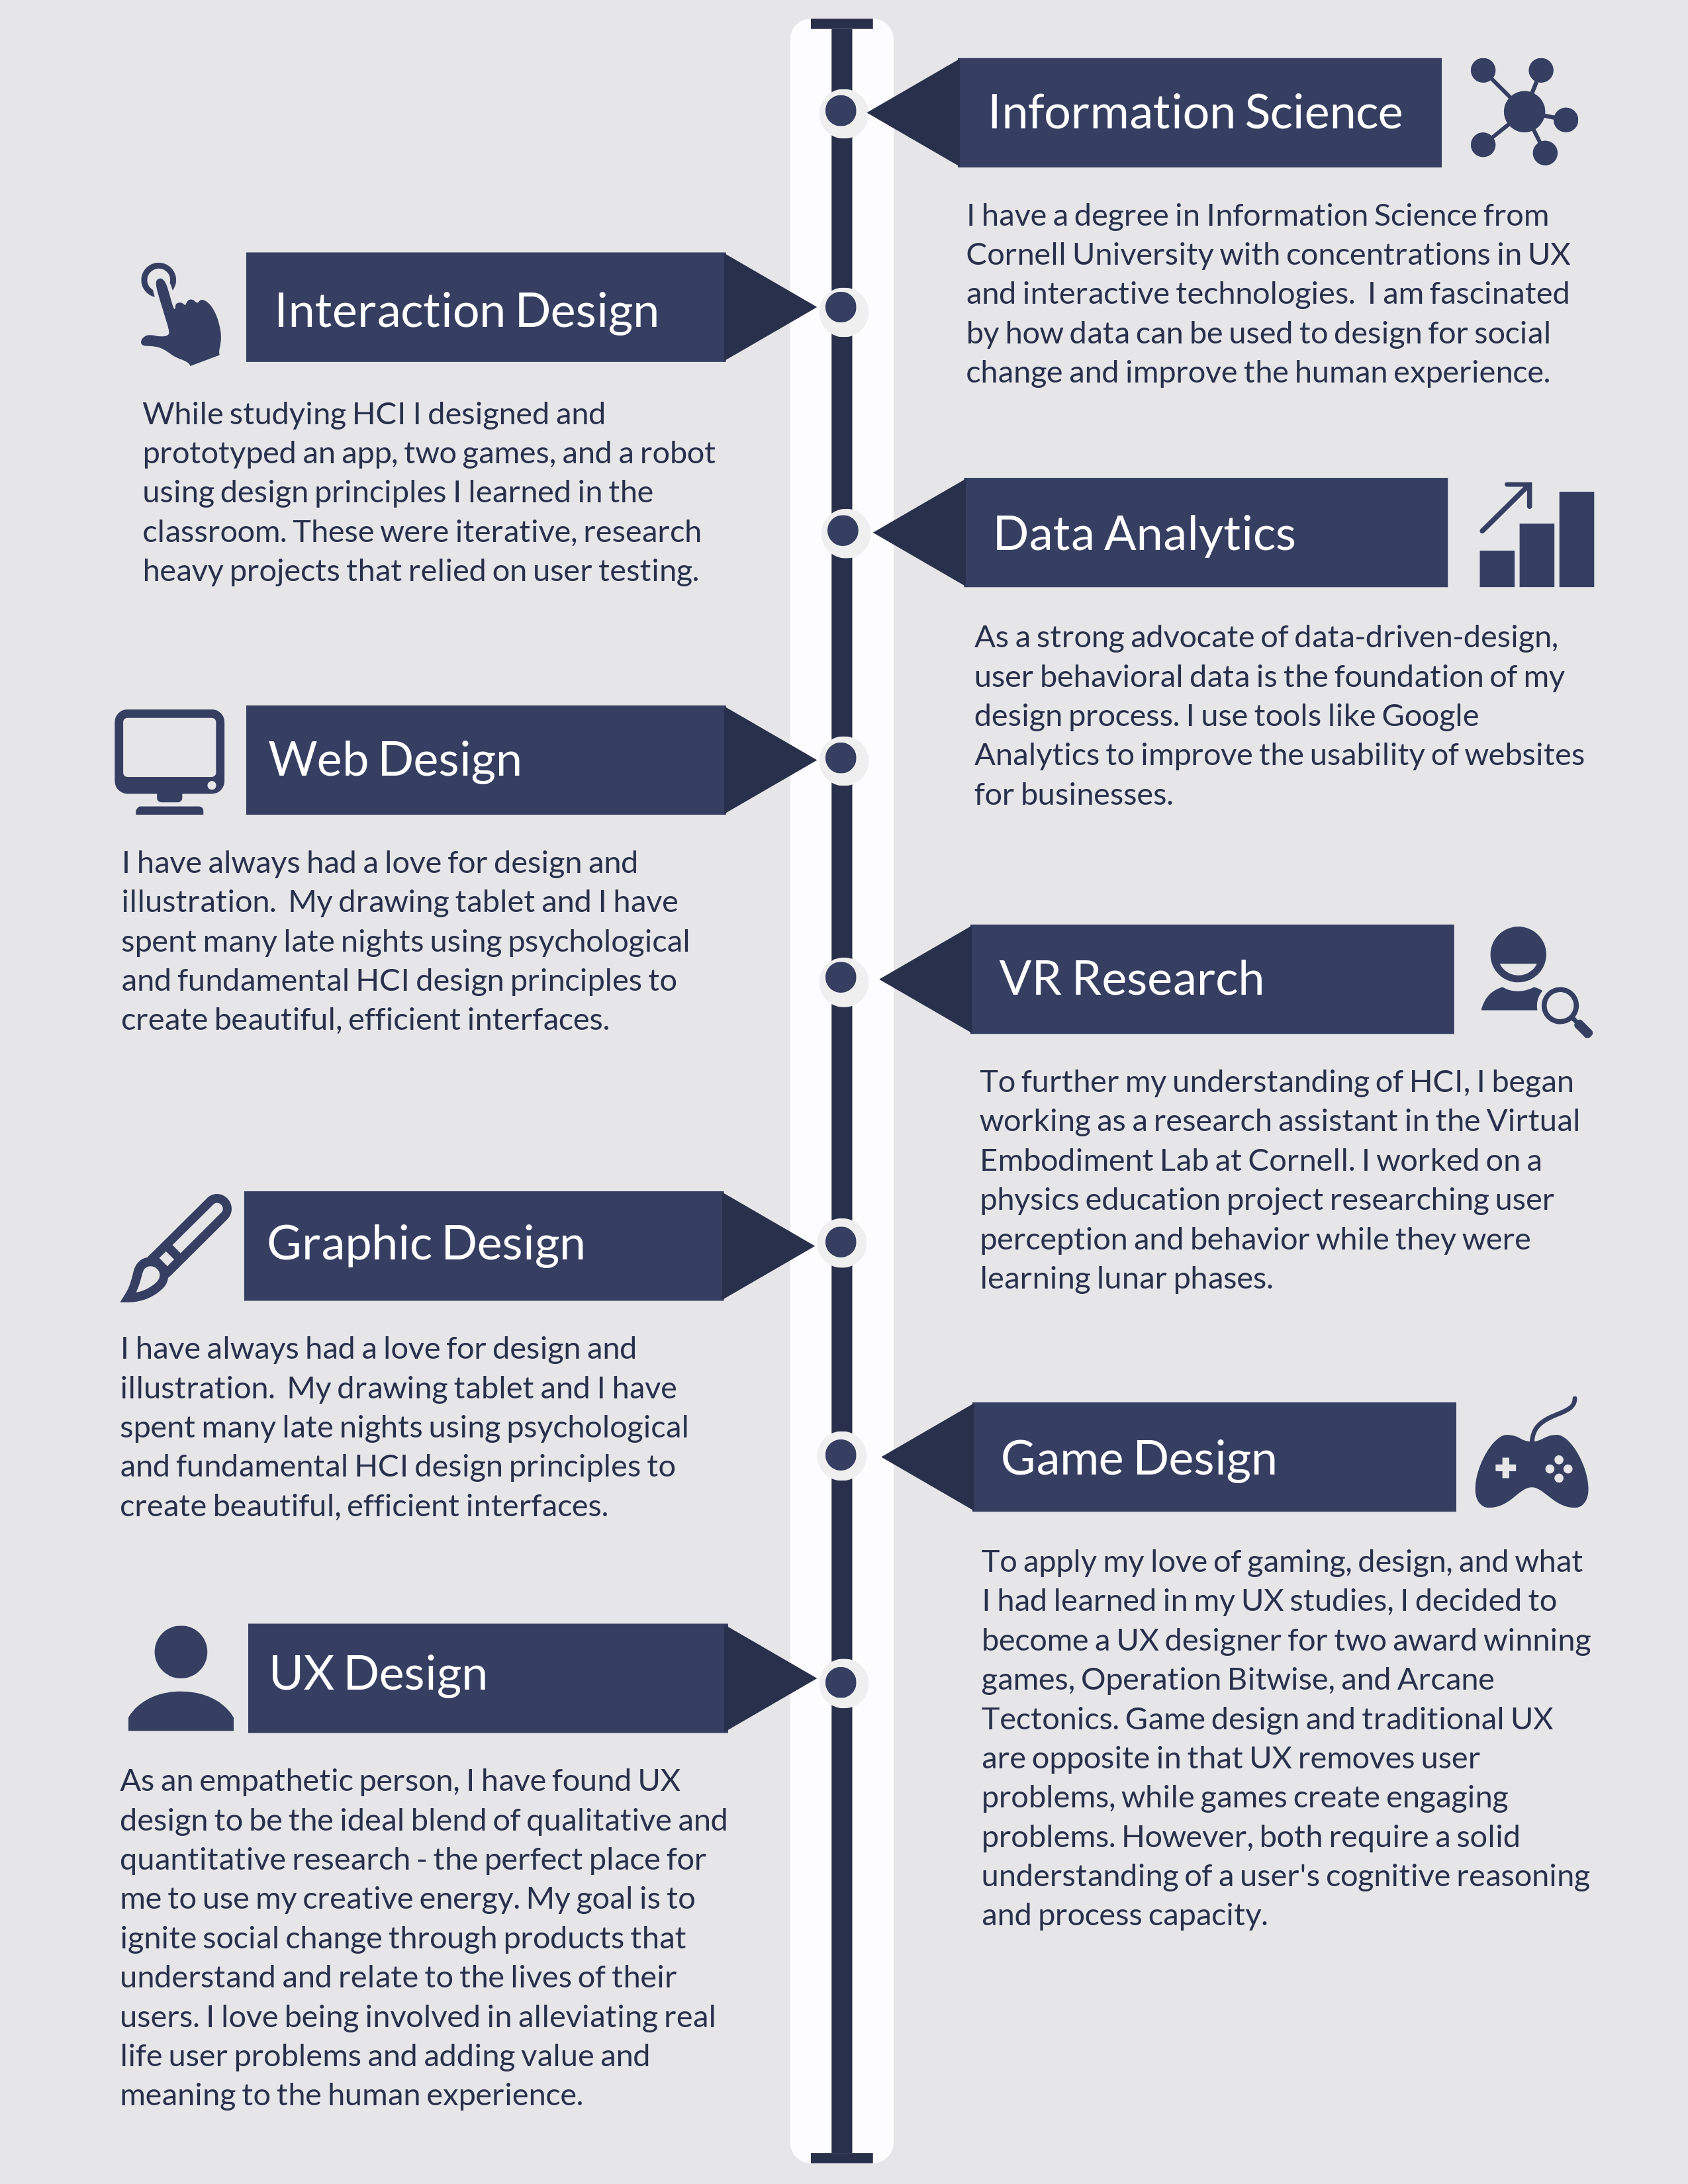 Information Science
I have a degree in Information Science from
Cornell University with concentrations in UX
and interactive technologies.  I am fascinated
by how data can be used to design for social
change and improve the human experience.
Interaction Design
While studying HCI I designed and
prototyped an app, two games, and a robot
using design principles I learned in the
classroom. These were iterative, research
heavy projects that relied on user testing.
Data Analytics
As a strong advocate of data-driven-design,
user behavioral data is the foundation of my
design process. I use tools like Google
Analytics to improve the usability of websites
for businesses.
Web Design
I have always had a love for design and
illustration.  My drawing tablet and I have
spent many late nights using psychological
and fundamental HCI design principles to
create beautiful, efficient interfaces.
VR Research
To further my understanding of HCI, I began
working as a research assistant in the Virtual
Embodiment Lab at Cornell. I worked on a
physics education project researching user
perception and behavior while they were
learning lunar phases.
Graphic Design
I have always had a love for design and
illustration.  My drawing tablet and I have
spent many late nights using psychological
and fundamental HCI design principles to
create beautiful, efficient interfaces.
Game Design
To apply my love of gaming, design, and what
I had learned in my UX studies, I decided to
become a UX designer for two award winning
games, Operation Bitwise, and Arcane
Tectonics. Game design and traditional UX
are opposite in that UX removes user
problems, while games create engaging
problems. However, both require a solid
understanding of a user's cognitive reasoning
and process capacity.
UX Design
As an empathetic person, I have found UX
design to be the ideal blend of qualitative and
quantitative research - the perfect place for
me to use my creative energy. My goal is to
ignite social change through products that
understand and relate to the lives of their
users. I love being involved in alleviating real
life user problems and adding value and
meaning to the human experience.